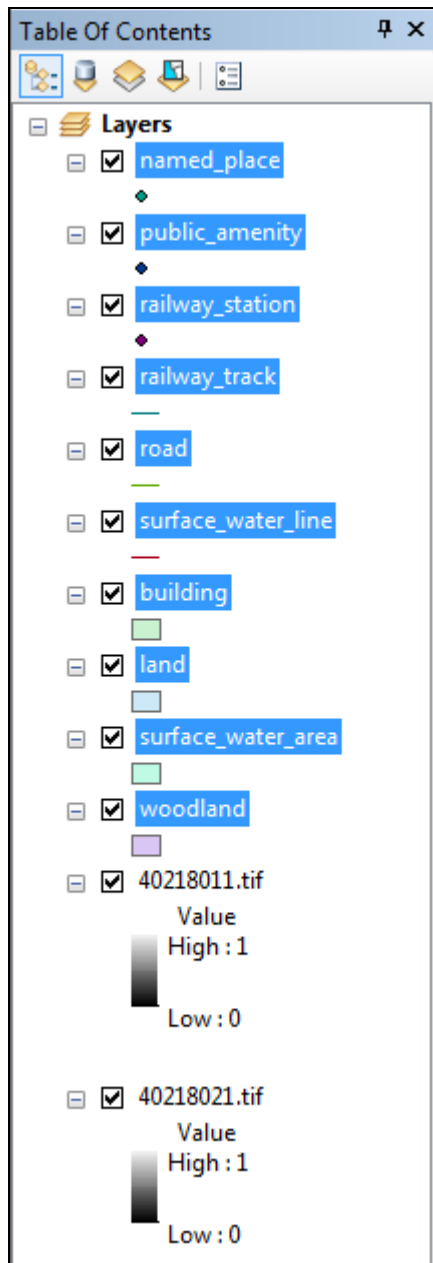 Table Of Contents
Layers
named_place
public_amenity
railway_station
railway_track
road
surface_water_line
building
land
surface_water_area
woodland
40218011.tif
Value
High : 1
Low : 0
40218021.tif
Value
High : 1
Low : 0